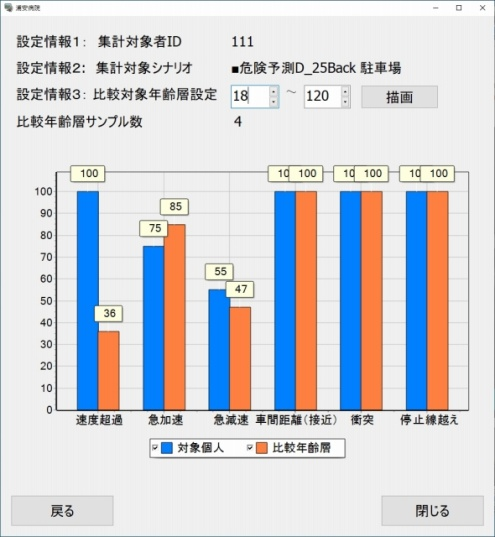 浦安病院
設定情報1： 集計対象者ID 111
設定情報2： 集計対象シナリオ ■危険予測D_25Back 駐車場
設定情報3： 比較対象年齢層設定 18 ～ 120 描画
比較年齢層サンプル数 4
100 36 75 85 55 47 10 100 10 100 10 100
100
90
80
70
60
50
40
30
20
10
0
速度超過 急加速 急減速 車間距離(接近) 衝突 停止線越え
対象個人 比較年齢層
戻る 閉じる